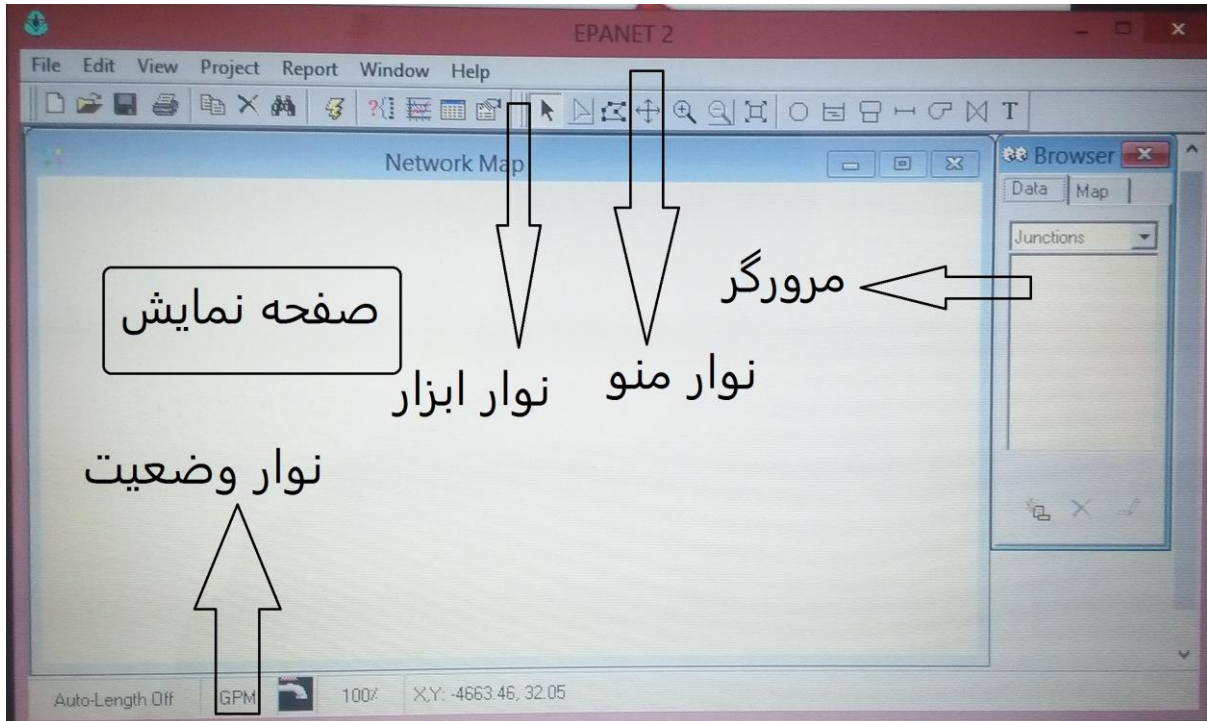 EPANET 2
File Edit View Project Report Window Help
T
Network Map
Browser
Data Map
Junctions
مرورگر
صفحه نمایش
نوار منو
نوار ابزار
نوار وضعیت
Auto-Length Off GPM 100% X,Y: -4663.46, 32.05